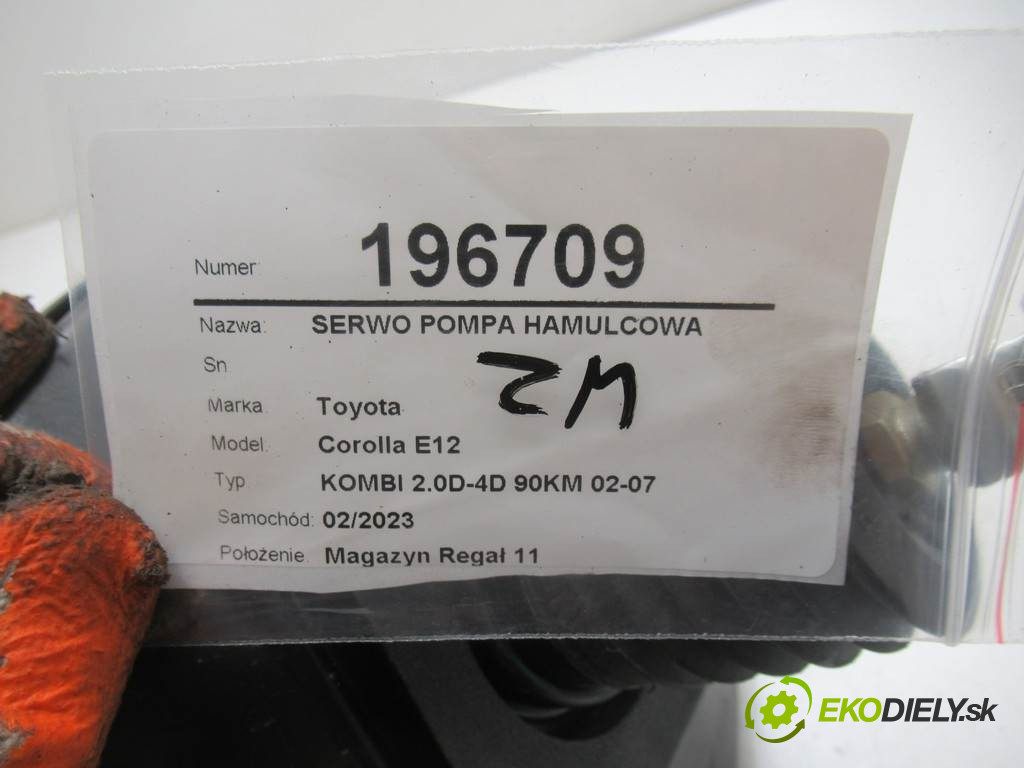 Numer 196709
Nazwa: SERWO POMPA HAMULCOWA
Sn
Marka Toyota
Model. Corolla E12
Typ KOMBI 2.0D-4D 90KM 02-07
Samochód: 02/2023
Położenie. Magazyn Regał 11
EKODIELY.sk